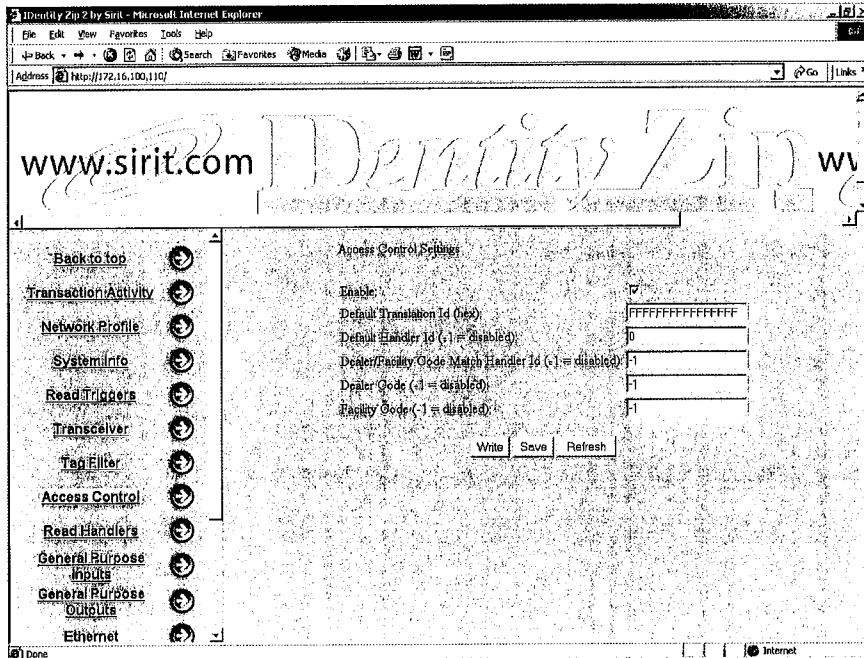 IDentity Zip 2 by Sirit - Microsoft Internet Explorer
File Edit View Favorites Tools Help
Back Search Favorites Media
Address http://172.16.100.110/ Go Links
www.sirit.com IDentity Zip
Back to top
Transaction Activity
Network Profile
System Info
Read Triggers
Transceiver
Tag Filter
Access Control
Read Handlers
General Purpose
Inputs
General Purpose
Outputs
Ethernet
Access Control Settings
Enable:
Default Translation Id (hex): FFFFFFFFFFFFFFFF
Default Handler Id (-1 = disabled): 0
Dealer/Facility Code Match Handler Id (-1 = disabled): -1
Dealer Code (-1 = disabled): -1
Facility Code (-1 = disabled): -1
Write Save Refresh
Done Internet